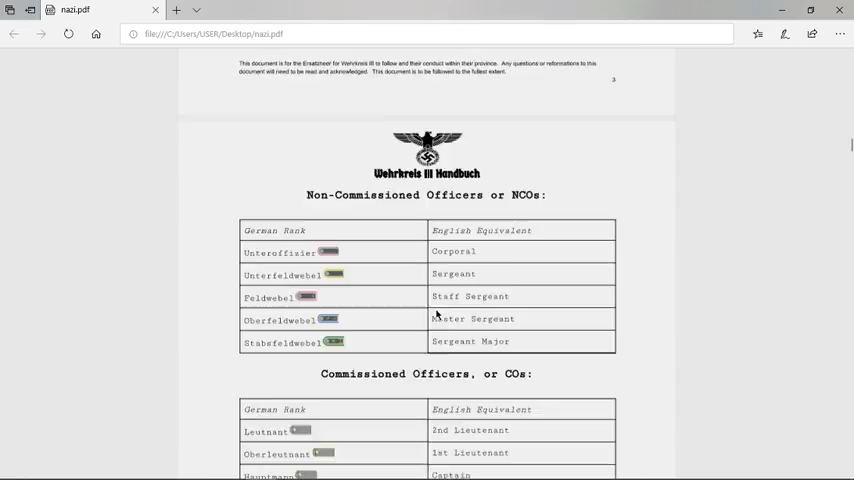 nazi.pdf
file:///C:/Users/USER/Desktop/nazi.pdf
This document is for the Ersatzheer for Wehrkreis III to follow and their conduct within their province. Any questions or reformations to this
document will need to be read and acknowledged. This document is to be followed to the fullest extent.
3
Wehrkreis III Handbuch
Non-Commissioned Officers or NCOs:
German Rank English Equivalent
Unteroffizier Corporal
Unterfeldwebel Sergeant
Feldwebel Staff Sergeant
Oberfeldwebel Master Sergeant
Stabsfeldwebel Sergeant Major
Commissioned Officers, or COs:
German Rank English Equivalent
Leutnant 2nd Lieutenant
Oberleutnant 1st Lieutenant
Hauptmann Captain